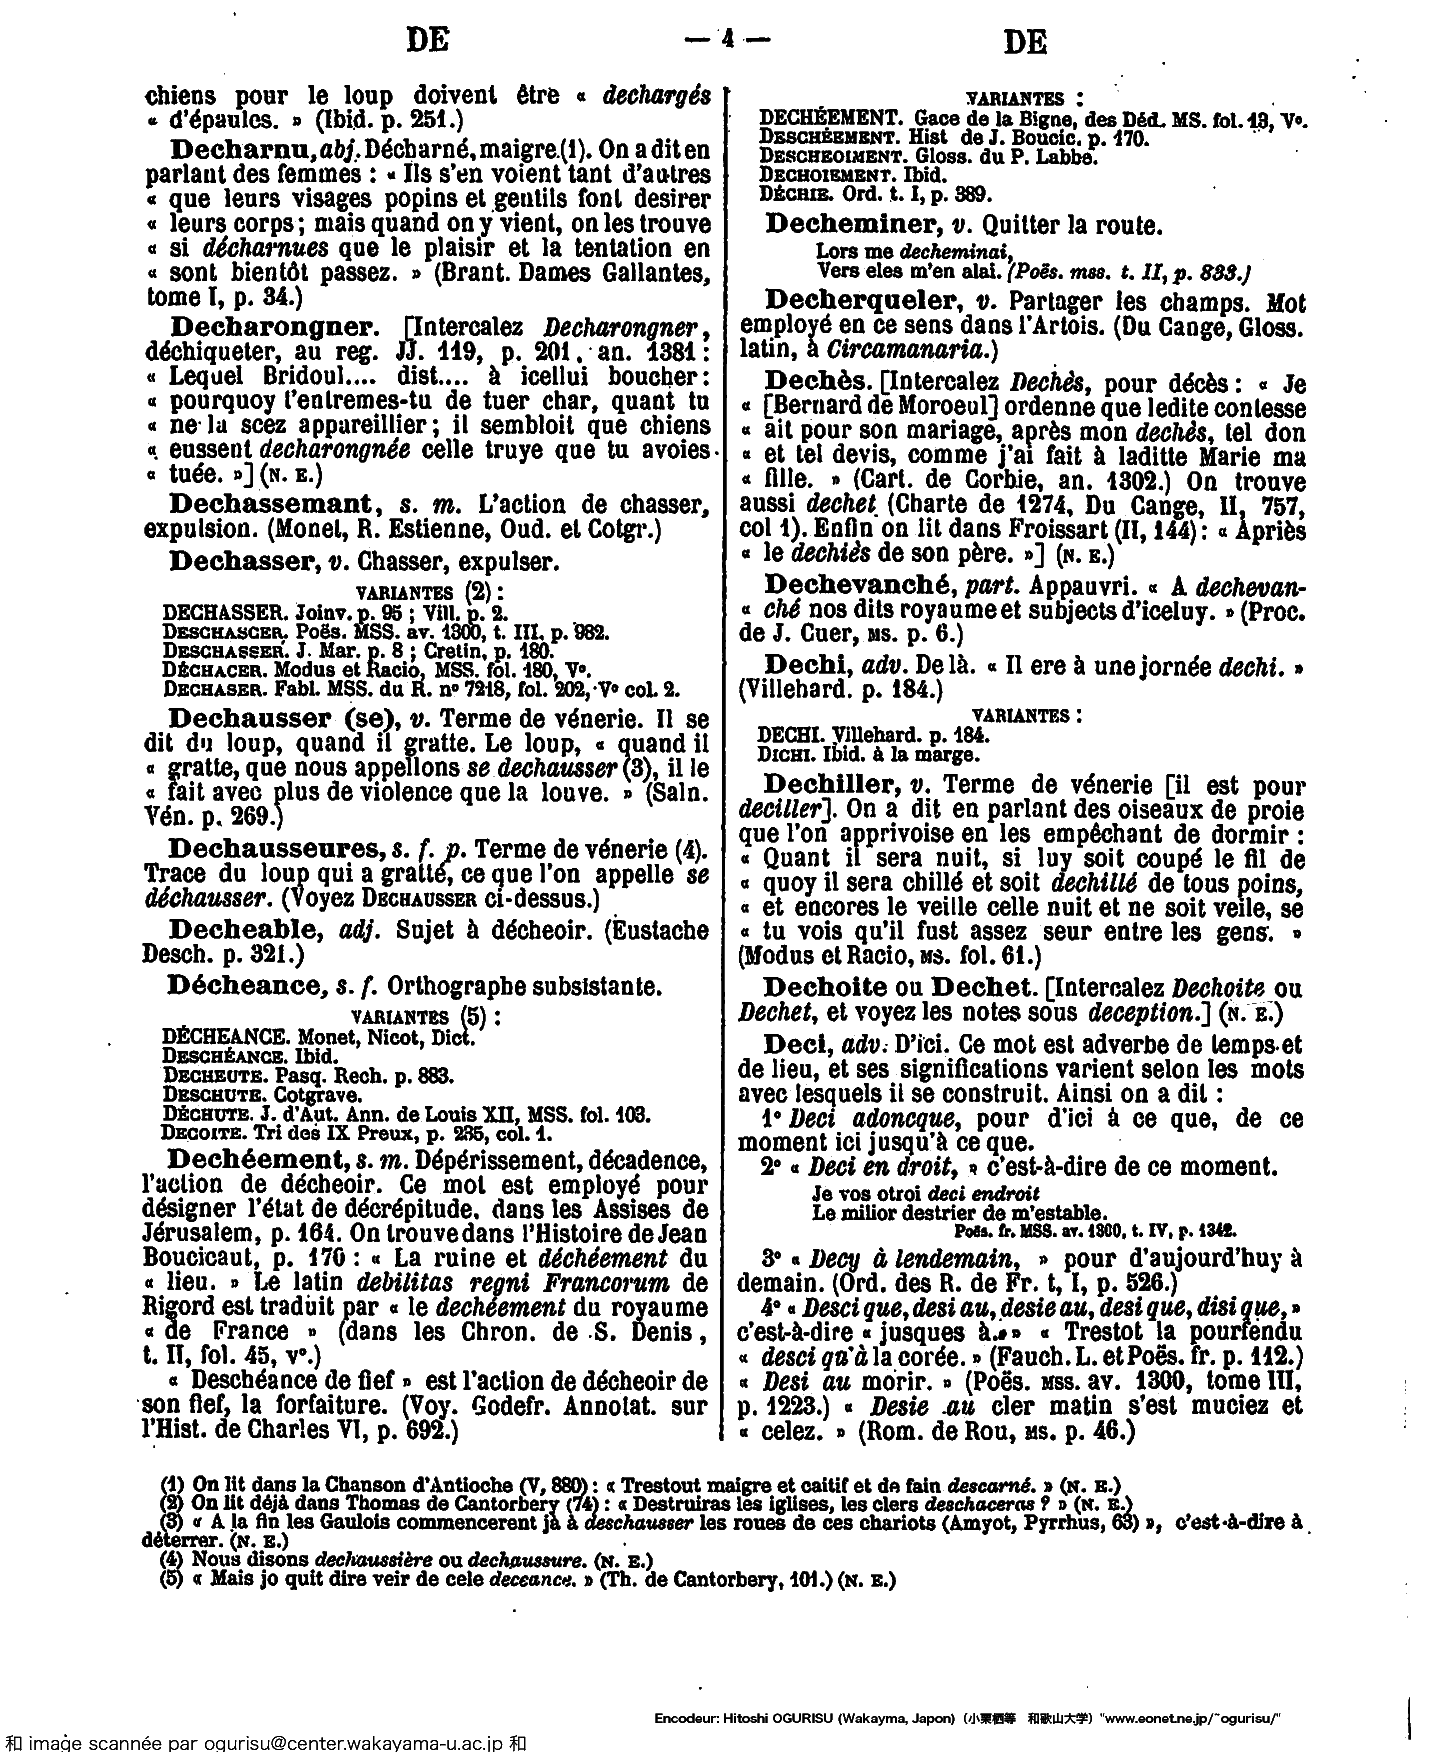 DE
— 4 —
DE
chiens pour le loup doivent être « dechargés
« d'épaules. » (Ibid. p. 251.)
Decharnu, abj. Décharné, maigre.(1). On a dit en
parlant des femmes : « Ils s'en voient tant d'autres
« que leurs visages popins et gentils font desirer
« leurs corps ; mais quand on y vient, on les trouve
« si décharnues que le plaisir et la tentation en
« sont bientôt passez. » (Brant. Dames Gallantes,
tome I, p. 34.)
Decharongner. [Intercalez Decharongner,
déchiqueter, au reg. JJ. 119, p. 201, an. 1381 :
« Lequel Bridoul.... dist.... à icellui boucher :
« pourquoy t'entremes-tu de tuer char, quant tu
« ne la scez appareillier ; il sembloit que chiens
« eussent decharongnée celle truye que tu avoies
« tuée. »] (N. E.)
Dechassemant, s. m. L'action de chasser,
expulsion. (Monet, R. Estienne, Oud. et Cotgr.)
Dechasser, v. Chasser, expulser.
VARIANTES (2) :
DECHASSER. Joinv. p. 95 ; Vill. p. 2.
DESCHASCER. Poës. MSS. av. 1300, t. III, p. 982.
DESCHASSER. J. Mar. p. 8 ; Cretin, p. 180.
DÉCHACER. Modus et Racio, MSS. fol. 180, V°.
DECHASER. Fabl. MSS. du R. n° 7218, fol. 202, V° col. 2.
Dechausser (se), v. Terme de vénerie. Il se
dit du loup, quand il gratte. Le loup, « quand il
« gratte, que nous appellons se dechausser (3), il le
« fait avec plus de violence que la louve. » (Saln.
Vén. p. 269.)
Dechausseures, s. f. p. Terme de vénerie (4).
Trace du loup qui a gratté, ce que l'on appelle se
déchausser. (Voyez DECHAUSSER ci-dessus.)
Decheable, adj. Sujet à décheoir. (Eustache
Desch. p. 321.)
Décheance, s. f. Orthographe subsistante.
VARIANTES (5) :
DÉCHEANCE. Monet, Nicot, Dict.
DESCHÉANCE. Ibid.
DECHEUTE. Pasq. Rech. p. 883.
DESCHUTE. Cotgrave.
DÉCHUTE. J. d'Aut. Ann. de Louis XII, MSS. fol. 103.
DECOITE. Tri des IX Preux, p. 235, col. 1.
Dechéement, s. m. Dépérissement, décadence,
l'action de décheoir. Ce mot est employé pour
désigner l'état de décrépitude, dans les Assises de
Jérusalem, p. 164. On trouve dans l'Histoire de Jean
Boucicaut, p. 170 : « La ruine et déchéement du
« lieu. » Le latin debilitas regni Francorum de
Rigord est traduit par « le dechéement du royaume
« de France » (dans les Chron. de S. Denis,
t. II, fol. 45, v°.)
« Deschéance de fief » est l'action de décheoir de
son fief, la forfaiture. (Voy. Godefr. Annotat. sur
l'Hist. de Charles VI, p. 692.)
VARIANTES :
DECHÉEMENT. Gace de la Bigne, des Déd. MS. fol. 13, V°.
DESCHÉEMENT. Hist de J. Boucic. p. 170.
DESCHEOIMENT. Gloss. du P. Labbe.
DECHOIEMENT. Ibid.
DÉCHIE. Ord. t. I, p. 389.
Decheminer, v. Quitter la route.
Lors me decheminai,
Vers eles m'en alai. (Poës. mss. t. II, p. 833.)
Decherqueler, v. Partager les champs. Mot
employé en ce sens dans l'Artois. (Du Cange, Gloss.
latin, à Circamanaria.)
Dechès. [Intercalez Dechès, pour décès : « Je
« [Bernard de Moroeul] ordenne que ledite contesse
« ait pour son mariage, après mon dechés, tel don
« et tel devis, comme j'ai fait à laditte Marie ma
« fille. » (Cart. de Corbie, an. 1302.) On trouve
aussi dechet (Charte de 1274, Du Cange, II, 757,
col 1). Enfin on lit dans Froissart (II, 144) : « Apriès
« le dechiès de son père. »] (N. E.)
Dechevanché, part. Appauvri. « A dechevan-
« ché nos dits royaume et subjects d'iceluy. » (Proc.
de J. Cuer, MS. p. 6.)
Dechi, adv. De là. « Il ere à une jornée dechi. »
(Villehard. p. 184.)
VARIANTES :
DECHI. Villehard. p. 184.
DICHI. Ibid. à la marge.
Dechiller, v. Terme de vénerie [il est pour
deciller]. On a dit en parlant des oiseaux de proie
que l'on apprivoise en les empêchant de dormir :
« Quant il sera nuit, si luy soit coupé le fil de
« quoy il sera chillé et soit dechillé de tous poins,
« et encores le veille celle nuit et ne soit veile, se
« tu vois qu'il fust assez seur entre les gens. »
(Modus et Racio, MS. fol. 61.)
Dechoite ou Dechet. [Intercalez Dechoite ou
Dechet, et voyez les notes sous deception.] (N. E.)
Deci, adv. D'ici. Ce mot est adverbe de temps et
de lieu, et ses significations varient selon les mots
avec lesquels il se construit. Ainsi on a dit :
1° Deci adoncque, pour d'ici à ce que, de ce
moment ici jusqu'à ce que.
2° « Deci en droit, » c'est-à-dire de ce moment.
Je vos otroi deci endroit
Le milior destrier de m'estable.
Poës. fr. MSS. av. 1300, t. IV, p. 1342.
3° « Decy à lendemain, » pour d'aujourd'huy à
demain. (Ord. des R. de Fr. t, I, p. 526.)
4° « Desci que, desi au, desie au, desi que, disi que, »
c'est-à-dire « jusques à. » « Trestot la pourfendu
« desci qu'à la corée. » (Fauch. L. et Poës. fr. p. 112.)
« Desi au morir. » (Poës. MSS. av. 1300, tome III,
p. 1223.) « Desie au cler matin s'est muciez et
« celez. » (Rom. de Rou, MS. p. 46.)
(1) On lit dans la Chanson d'Antioche (V, 880) : « Trestout maigre et caitif et de fain descarné. » (N. E.)
(2) On lit déjà dans Thomas de Cantorbery (74) : « Destruiras les iglises, les clers deschaceras ? » (N. E.)
(3) « A la fin les Gaulois commencerent jà à deschausser les roues de ces chariots (Amyot, Pyrrhus, 63) », c'est-à-dire à
déterrer. (N. E.)
(4) Nous disons dechaussière ou dechaussure. (N. E.)
(5) « Mais jo quit dire veir de cele deceance. » (Th. de Cantorbery, 101.) (N. E.)
Encodeur: Hitoshi OGURISU (Wakayma, Japon) (小栗栖等 和歌山大学) "www.eonet.ne.jp/~ogurisu/"
和 image scannée par ogurisu@center.wakayama-u.ac.jp 和